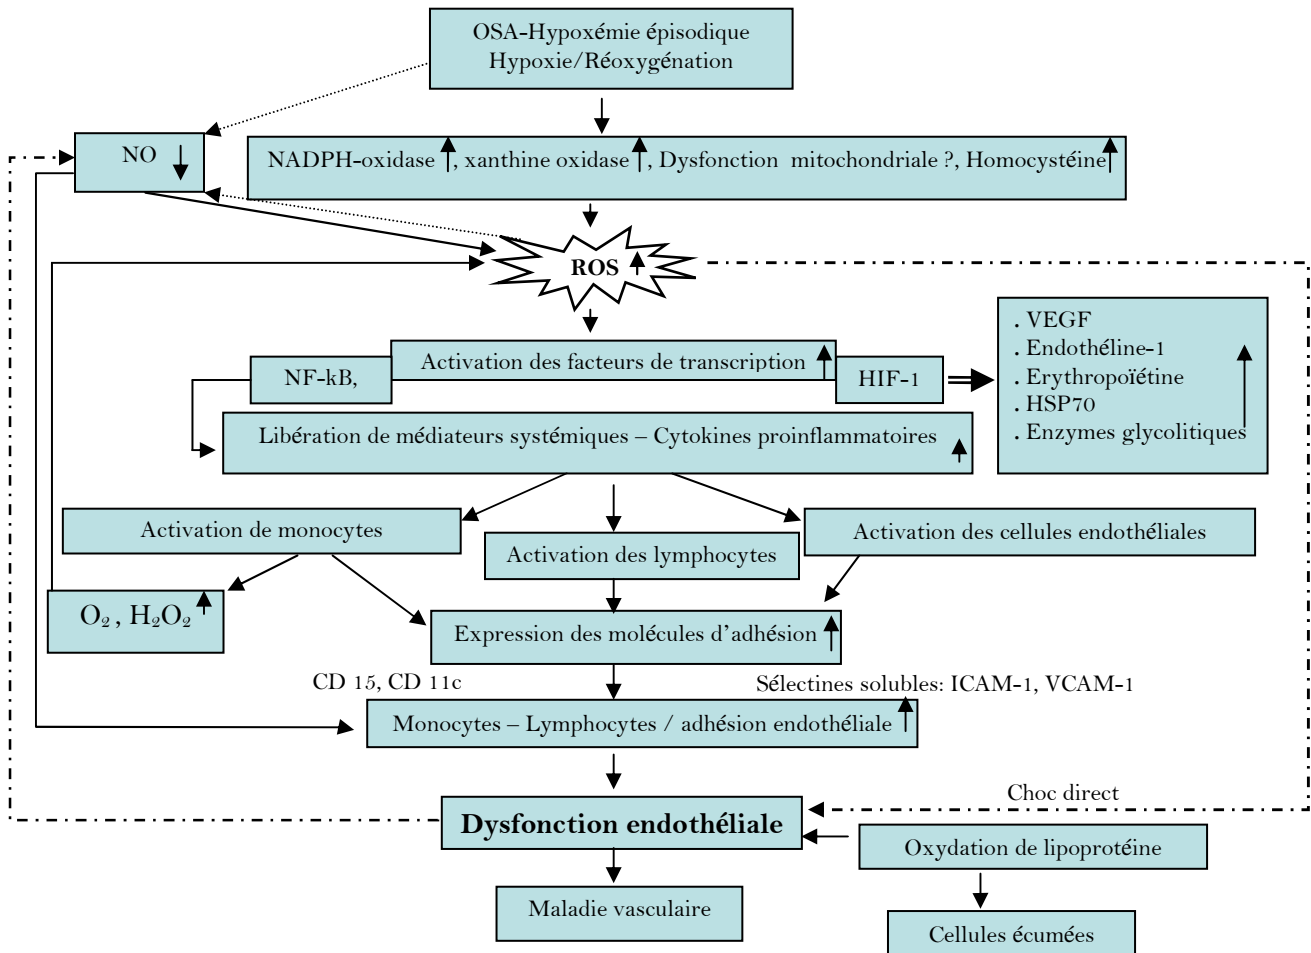 OSA-Hypoxémie épisodique
Hypoxie/Réoxygénation
NO
NADPH-oxidase , xanthine oxidase , Dysfonction mitochondriale ?, Homocystéine
ROS
. VEGF
. Endothéline-1
. Erythropoïétine
. HSP70
. Enzymes glycolitiques
Activation des facteurs de transcription
NF-kB,
HIF-1
Libération de médiateurs systémiques – Cytokines proinflammatoires
Activation de monocytes
Activation des lymphocytes
Activation des cellules endothéliales
O₂ , H₂O₂
Expression des molécules d’adhésion
CD 15, CD 11c
Sélectines solubles: ICAM-1, VCAM-1
Monocytes – Lymphocytes / adhésion endothéliale
Choc direct
Dysfonction endothéliale
Oxydation de lipoprotéine
Maladie vasculaire
Cellules écumées